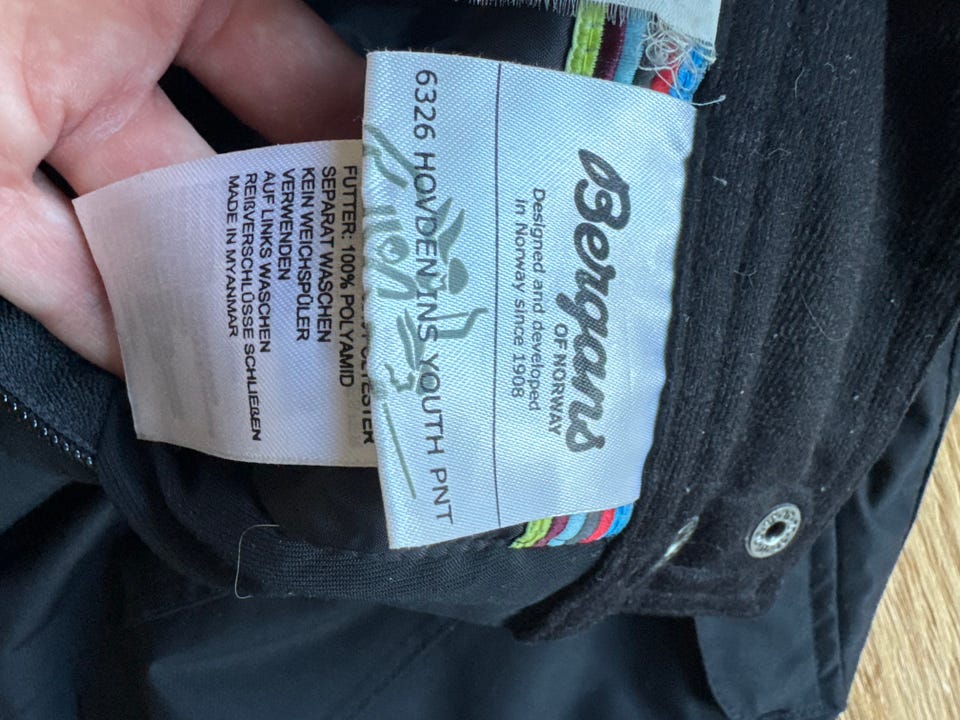 Bergans
OF NORWAY
Designed and developed
in Norway since 1908
6326 HOVDEN INS YOUTH PNT
FUTTER: 100% POLYAMID
SEPARAT WASCHEN
KEIN WEICHSPÜLER
VERWENDEN
AUF LINKS WASCHEN
REIßVERSCHLÜSSE SCHLIEßEN
MADE IN MYANMAR